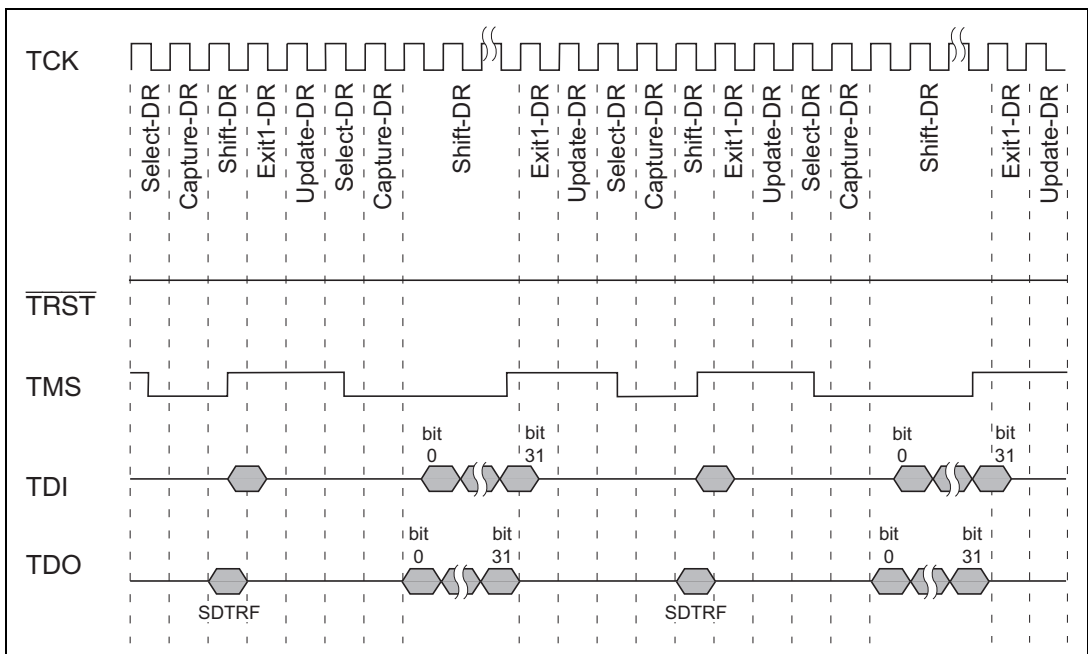 TCK
Select-DR
Capture-DR
Shift-DR
Exit1-DR
Update-DR
Select-DR
Capture-DR
Shift-DR
Exit1-DR
Update-DR
Select-DR
Capture-DR
Shift-DR
Exit1-DR
Update-DR
Select-DR
Capture-DR
Shift-DR
Exit1-DR
Update-DR
TRST
TMS
TDI
bit
0
bit
31
bit
0
bit
31
TDO
SDTRF
bit
0
bit
31
SDTRF
bit
0
bit
31